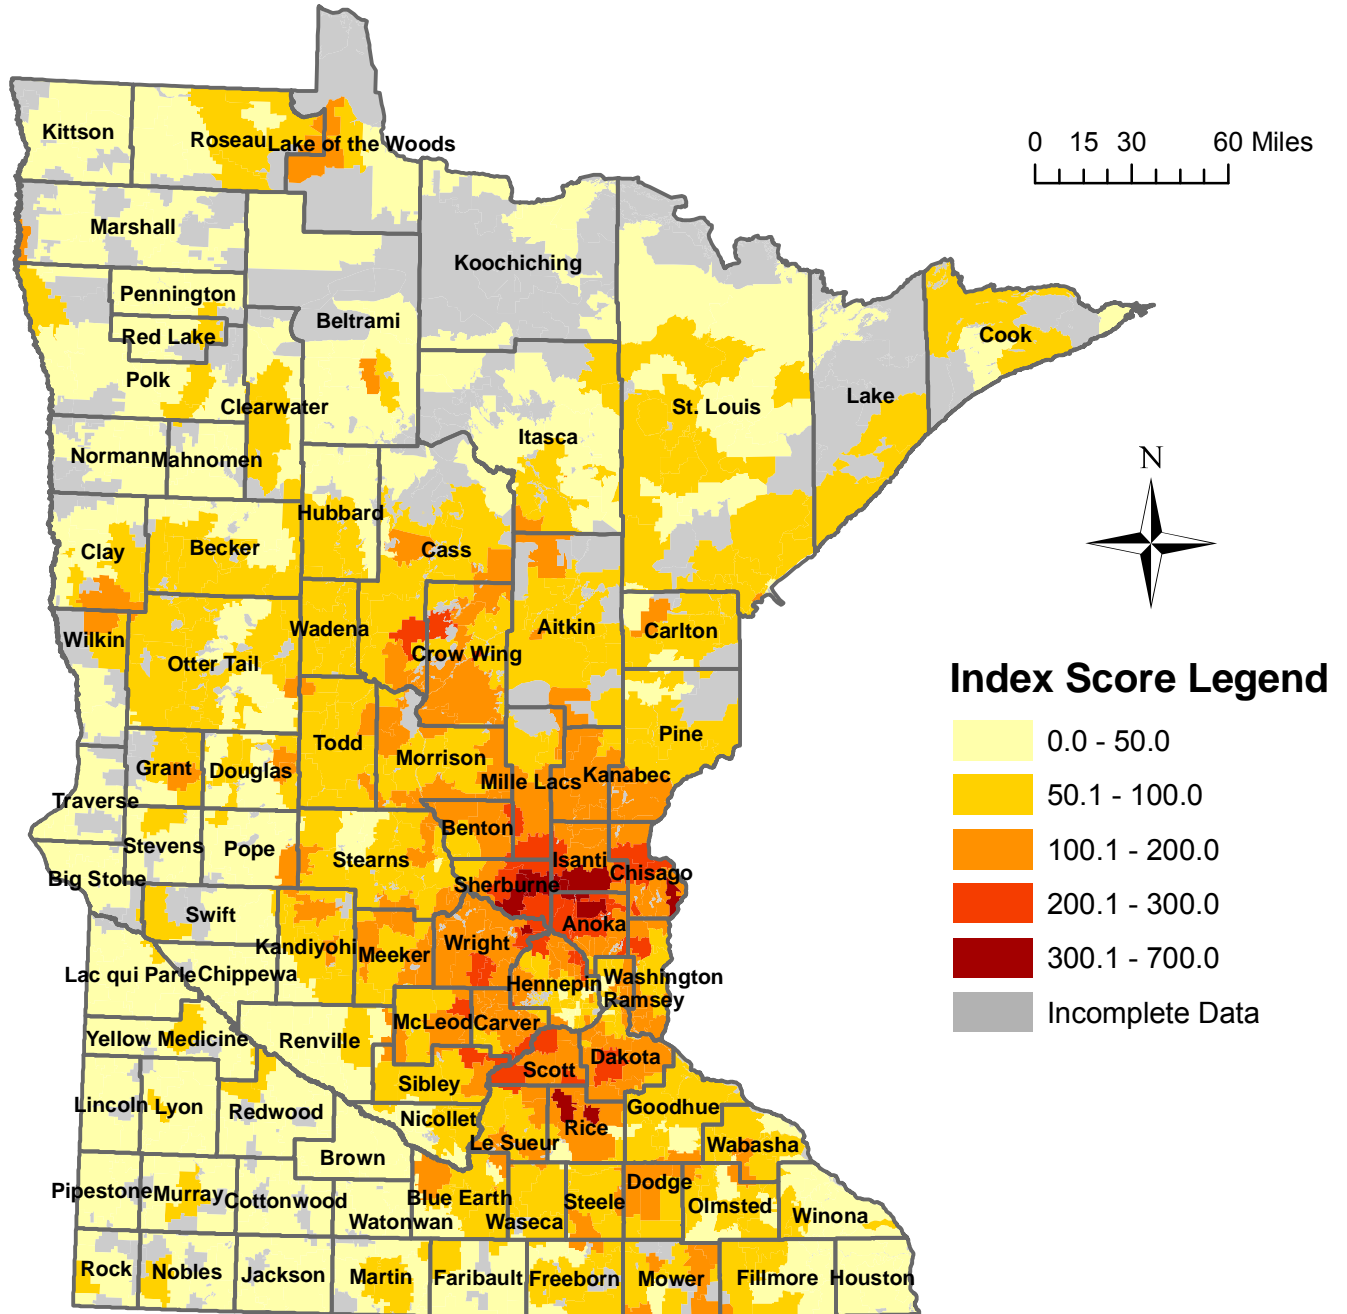 Kittson
Roseau
Lake of the Woods
0 15 30 60 Miles
Marshall
Koochiching
Pennington
Beltrami
Red Lake
Cook
Polk
Clearwater
St. Louis
Lake
Itasca
Norman
Mahnomen
N
Hubbard
Clay
Becker
Cass
Wilkin
Wadena
Aitkin
Carlton
Otter Tail
Crow Wing
Index Score Legend
0.0 - 50.0
50.1 - 100.0
100.1 - 200.0
200.1 - 300.0
300.1 - 700.0
Incomplete Data
Todd
Pine
Morrison
Grant
Douglas
Mille Lacs
Kanabec
Traverse
Benton
Stevens
Pope
Stearns
Isanti
Chisago
Big Stone
Sherburne
Swift
Anoka
Kandiyohi
Meeker
Wright
Lac qui Parle
Chippewa
Hennepin
Washington
Ramsey
McLeod
Carver
Yellow Medicine
Renville
Scott
Dakota
Sibley
Lincoln
Lyon
Redwood
Nicollet
Goodhue
Le Sueur
Rice
Wabasha
Brown
Pipestone
Murray
Cottonwood
Watonwan
Blue Earth
Waseca
Steele
Dodge
Olmsted
Winona
Rock
Nobles
Jackson
Martin
Faribault
Freeborn
Mower
Fillmore
Houston